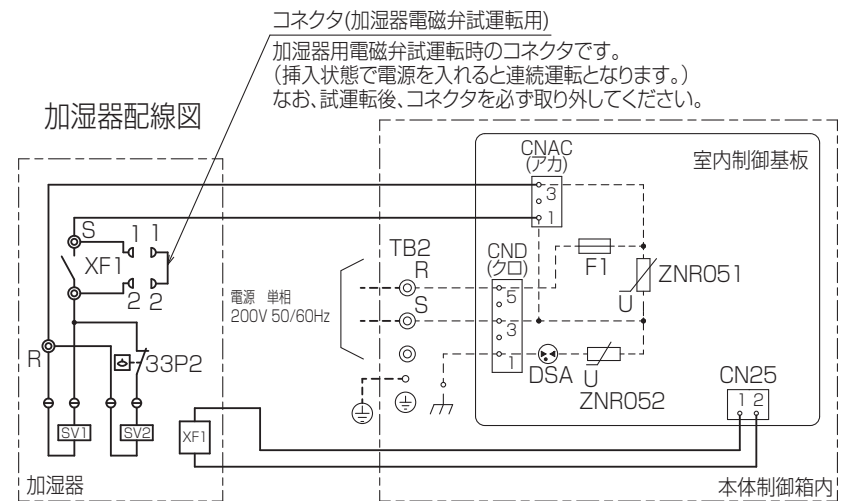 コネクタ(加湿器電磁弁試運転用)
加湿器用電磁弁試運転時のコネクタです。
(挿入状態で電源を入れると連続運転となります。)
なお、試運転後、コネクタを必ず取り外してください。
加湿器配線図
CNAC
(アカ)
室内制御基板
3
1
S
1 1
XF1
2 2
TB2
R
S
CND
(クロ)
5
3
1
F1
ZNR051
U
電源 単相
200V 50/60Hz
R
33P2
DSA
U
ZNR052
CN25
1 2
SV1
SV2
XF1
加湿器
本体制御箱内